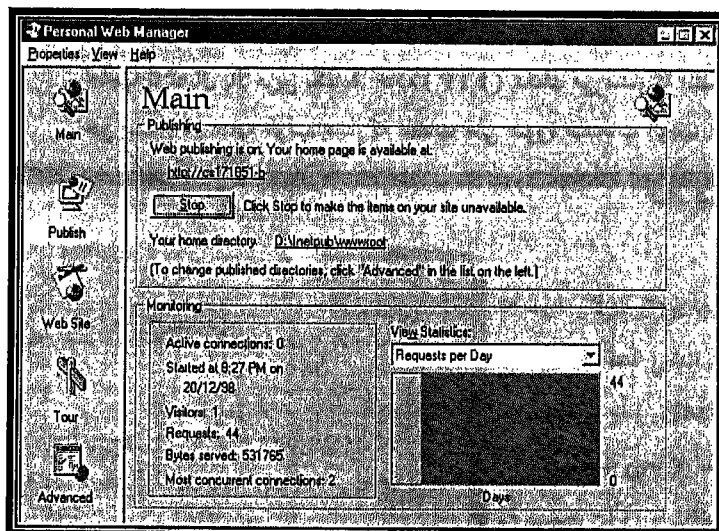 Personal Web Manager
Properties View Help
Main
Publish
Web Site
Tour
Advanced
Main
Publishing
Web publishing is on. Your home page is available at:
http://cs171851-b
Stop Click Stop to make the items on your site unavailable.
Your home directory D:\Inetpub\wwwroot
(To change published directories, click "Advanced" in the list on the left.)
Monitoring
Active connections: 0
Started at 8:27 PM on
20/12/98
Visitors: 1
Requests: 44
Bytes served: 531765
Most concurrent connections: 2
View Statistics:
Requests per Day
44
0
Days